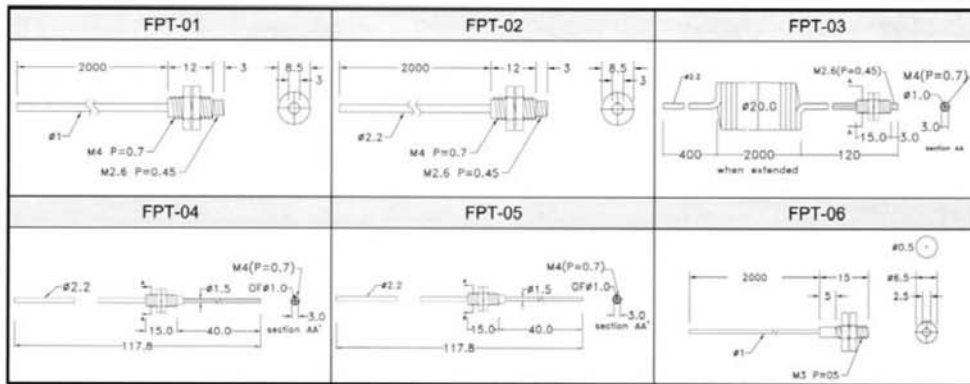 FPT-01
FPT-02
FPT-03
2000
12
3
8.5
3
ø1
M4 P=0.7
M2.6 P=0.45
2000
12
3
8.5
3
ø2.2
M4 P=0.7
M2.6 P=0.45
ø2.2
ø20.0
M2.6(P=0.45)
M4(P=0.7)
ø1.0
A
A
3.0
15.0
3.0
section AA
400
2000
120
when extended
FPT-04
FPT-05
FPT-06
ø2.2
M4(P=0.7)
ø1.5
OFø1.0
15.0
40.0
3.0
section AA'
117.8
ø2.2
M4(P=0.7)
ø1.5
OFø1.0
15.0
40.0
3.0
section AA'
117.8
ø0.5
2000
15
ø6.5
5
2.5
ø1
M3 P=05